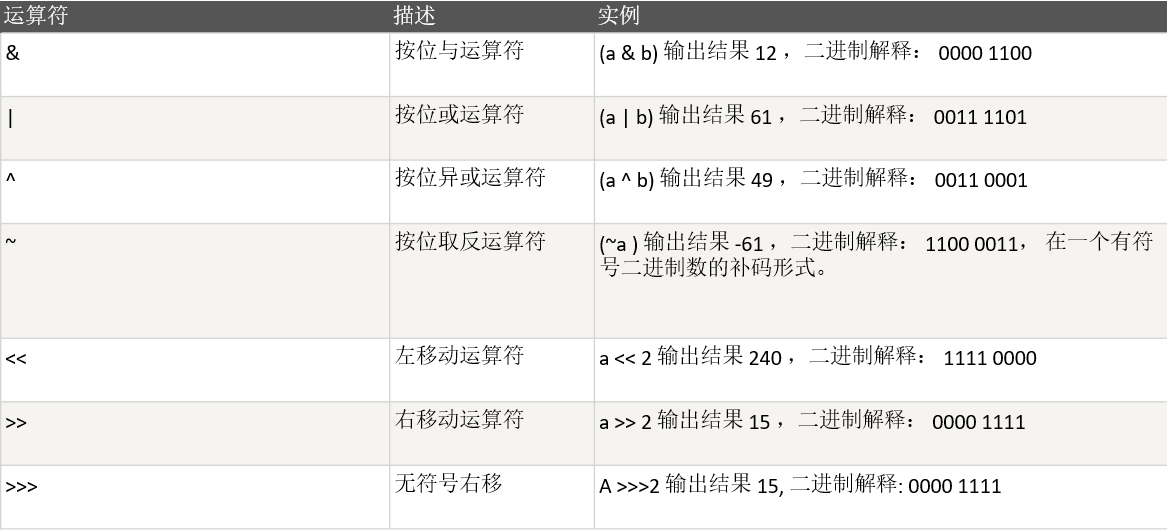 运算符 描述 实例
& 按位与运算符 (a & b) 输出结果 12 ，二进制解释： 0000 1100
| 按位或运算符 (a | b) 输出结果 61 ，二进制解释： 0011 1101
^ 按位异或运算符 (a ^ b) 输出结果 49 ，二进制解释： 0011 0001
~ 按位取反运算符 (~a ) 输出结果 -61 ，二进制解释： 1100 0011， 在一个有符
号二进制数的补码形式。
<< 左移动运算符 a << 2 输出结果 240 ，二进制解释： 1111 0000
>> 右移动运算符 a >> 2 输出结果 15 ，二进制解释： 0000 1111
>>> 无符号右移 A >>>2 输出结果 15, 二进制解释: 0000 1111